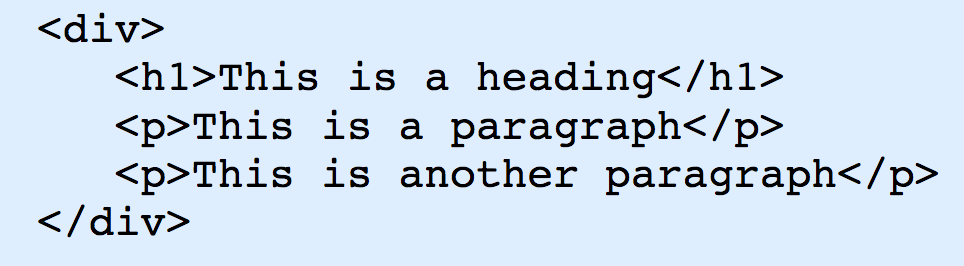 <div>
   <h1>This is a heading</h1>
   <p>This is a paragraph</p>
   <p>This is another paragraph</p>
</div>